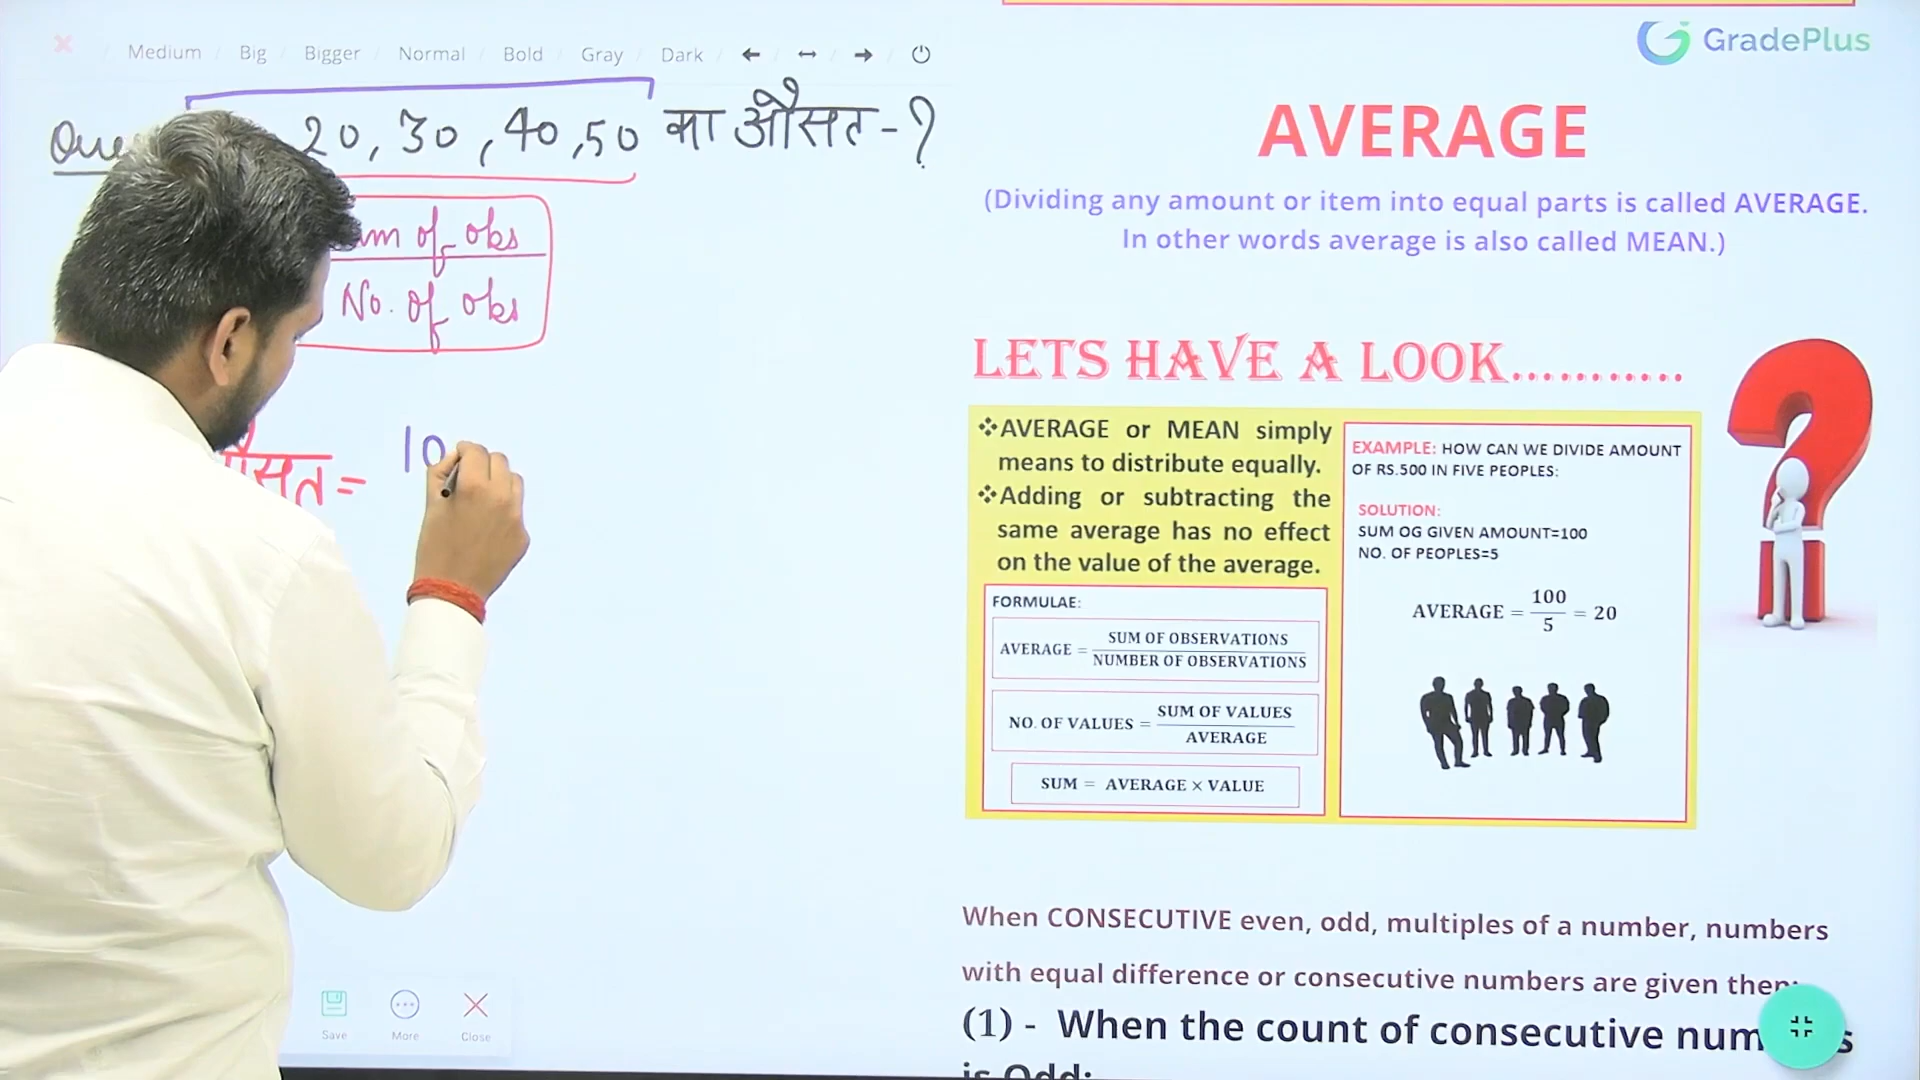 Medium / Big / Bigger / Normal / Bold / Gray / Dark / ← / ↔ / → /
20, 30, 40, 50 का औसत - ?
of obs
No. of obs
= 10
Save
More
Close
GradePlus
AVERAGE
(Dividing any amount or item into equal parts is called AVERAGE.
In other words average is also called MEAN.)
LETS HAVE A LOOK...........
❖AVERAGE or MEAN simply
means to distribute equally.
❖Adding or subtracting the
same average has no effect
on the value of the average.
FORMULAE:
AVERAGE = SUM OF OBSERVATIONS
NUMBER OF OBSERVATIONS
NO. OF VALUES = SUM OF VALUES
AVERAGE
SUM = AVERAGE × VALUE
EXAMPLE: HOW CAN WE DIVIDE AMOUNT
OF RS.500 IN FIVE PEOPLES:
SOLUTION:
SUM OG GIVEN AMOUNT=100
NO. OF PEOPLES=5
AVERAGE = 100
5 = 20
When CONSECUTIVE even, odd, multiples of a number, numbers
with equal difference or consecutive numbers are given then:
(1) - When the count of consecutive
is Odd: